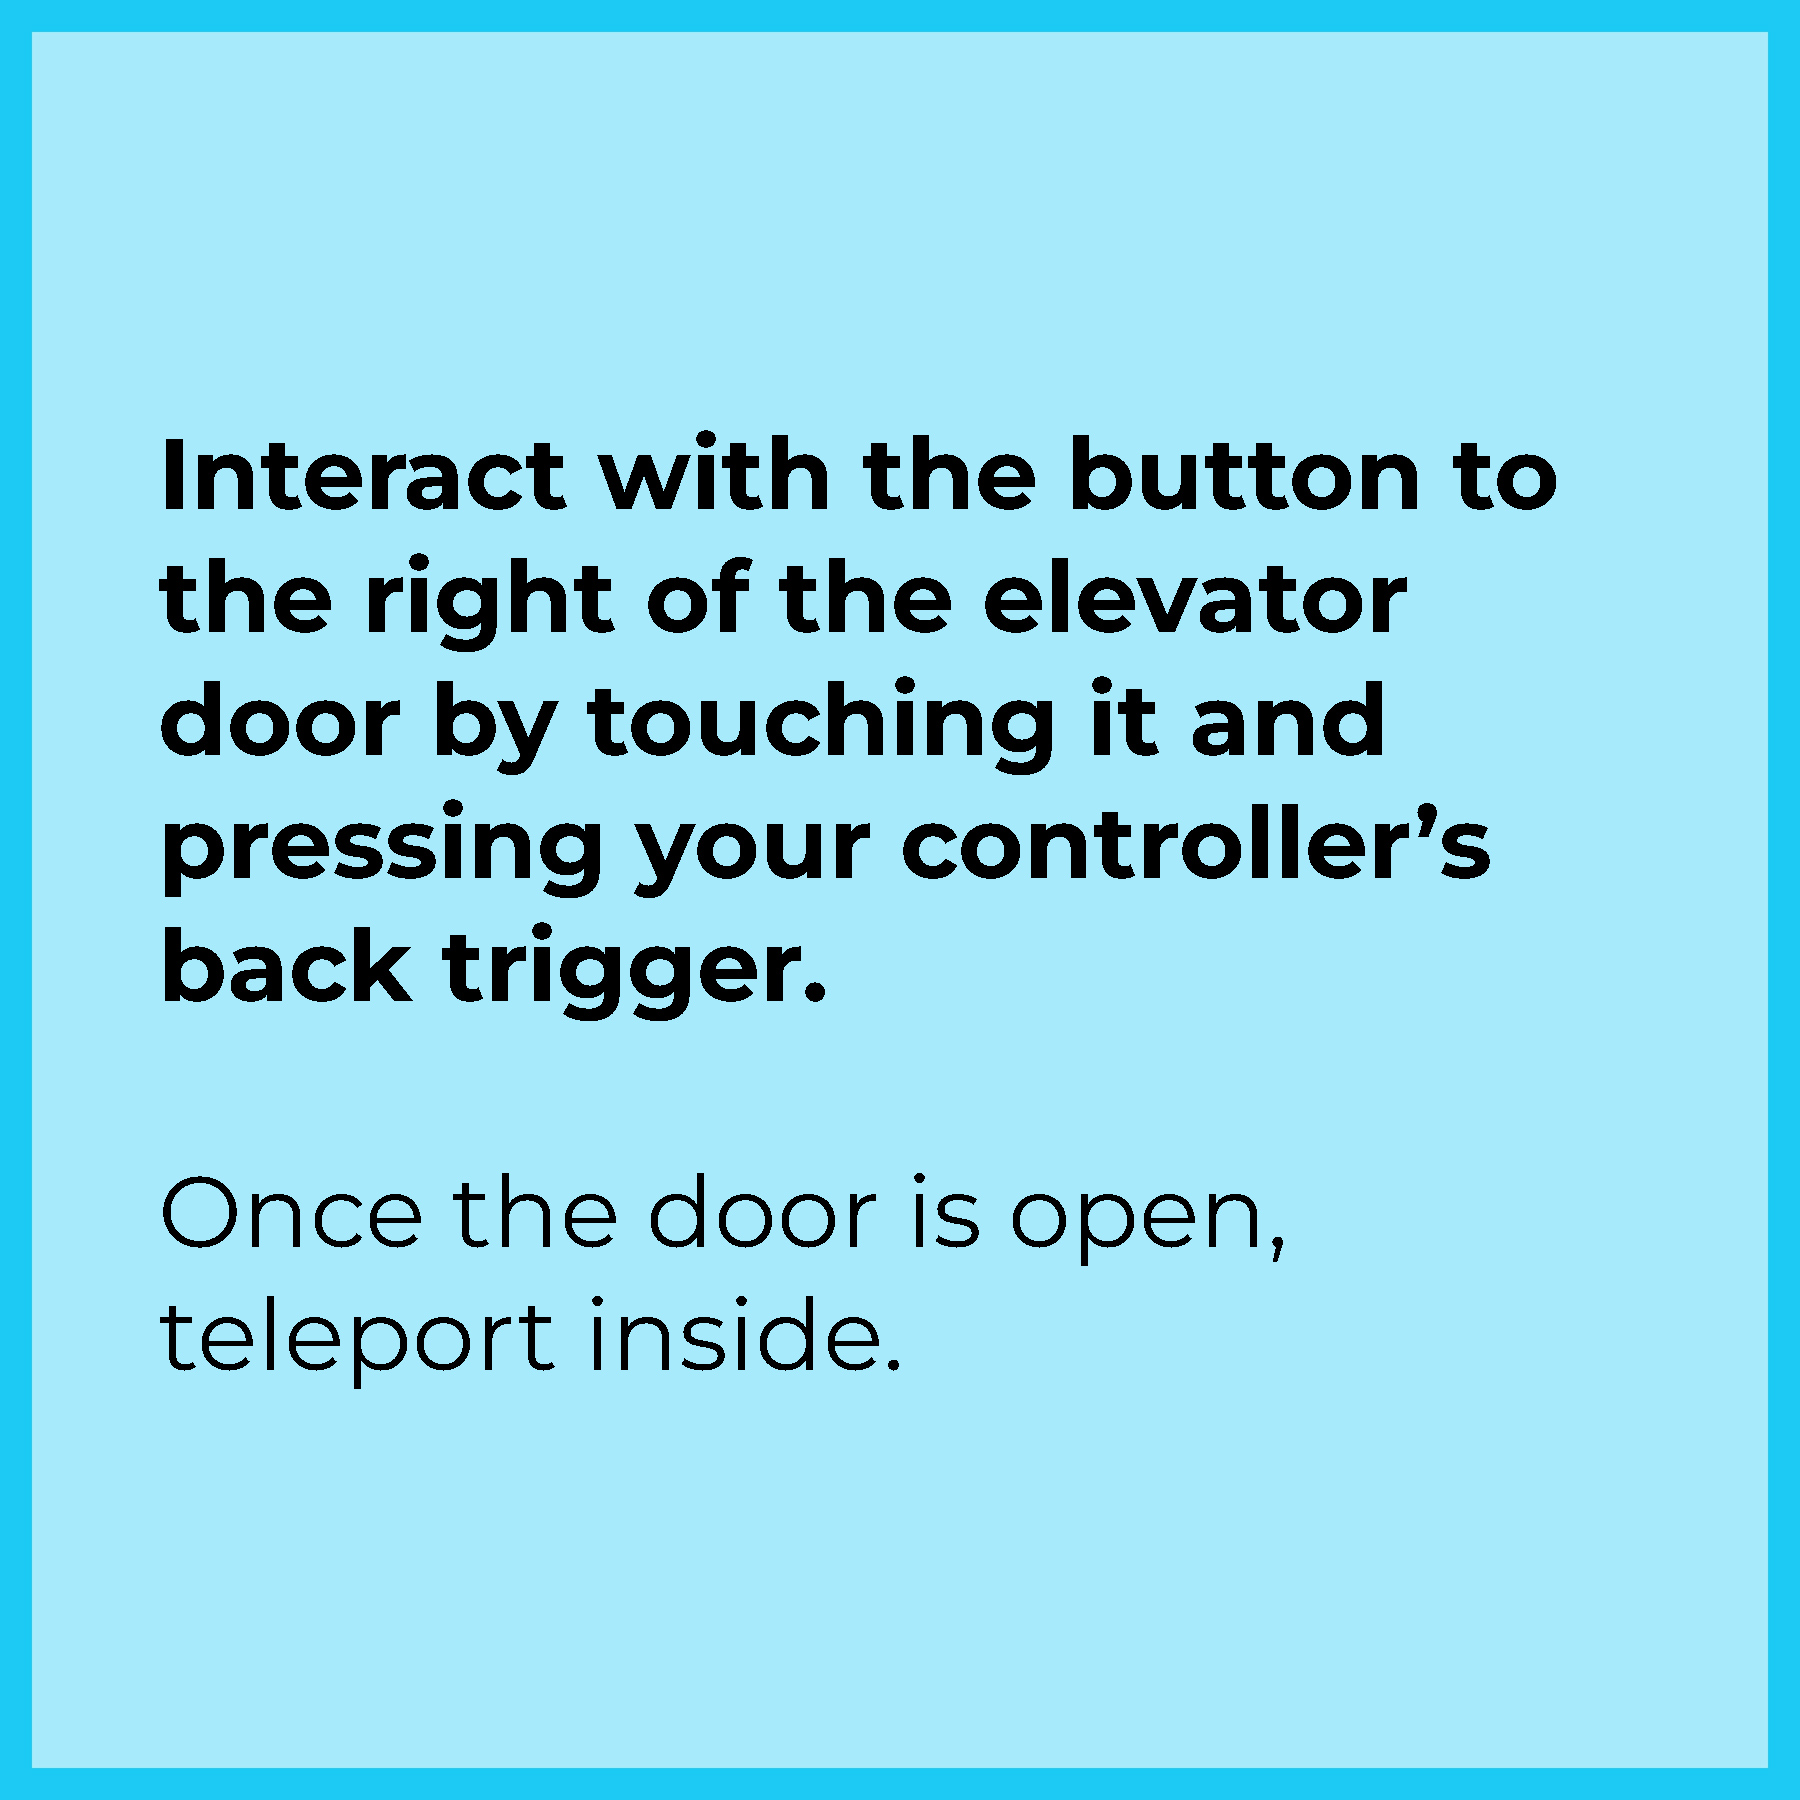 Interact with the button to
the right of the elevator
door by touching it and
pressing your controller’s
back trigger.
Once the door is open,
teleport inside.